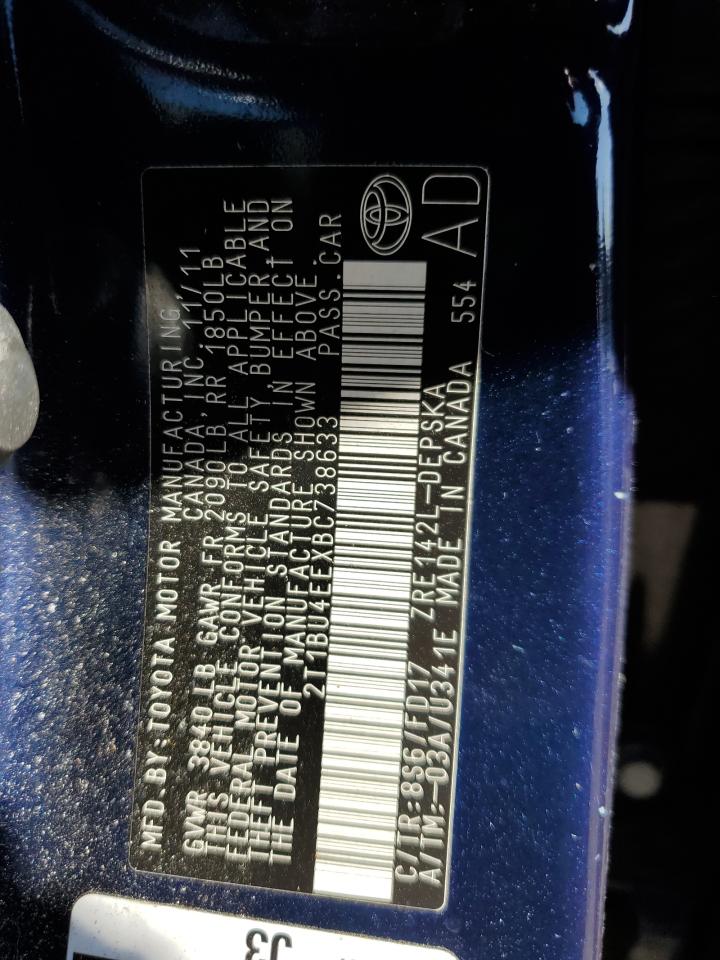 MFD.BY:TOYOTA MOTOR MANUFACTURING
CANADA,INC. 11/11
GVWR 3840 LB GAWR FR 2090LB,RR 1850LB
THIS VEHICLE CONFORMS TO ALL APPLICABLE
FEDERAL MOTOR VEHICLE SAFETY,BUMPER,AND
THEFT PREVENTION STANDARDS IN EFFECT ON
THE DATE OF MANUFACTURE SHOWN ABOVE.
2T1BU4EEXBC738633 PASS.CAR
C/TR:8S6/FD17 ZRE142L-DEPSKA
A/TM:-03A/U341E MADE IN CANADA 554 AD
J3